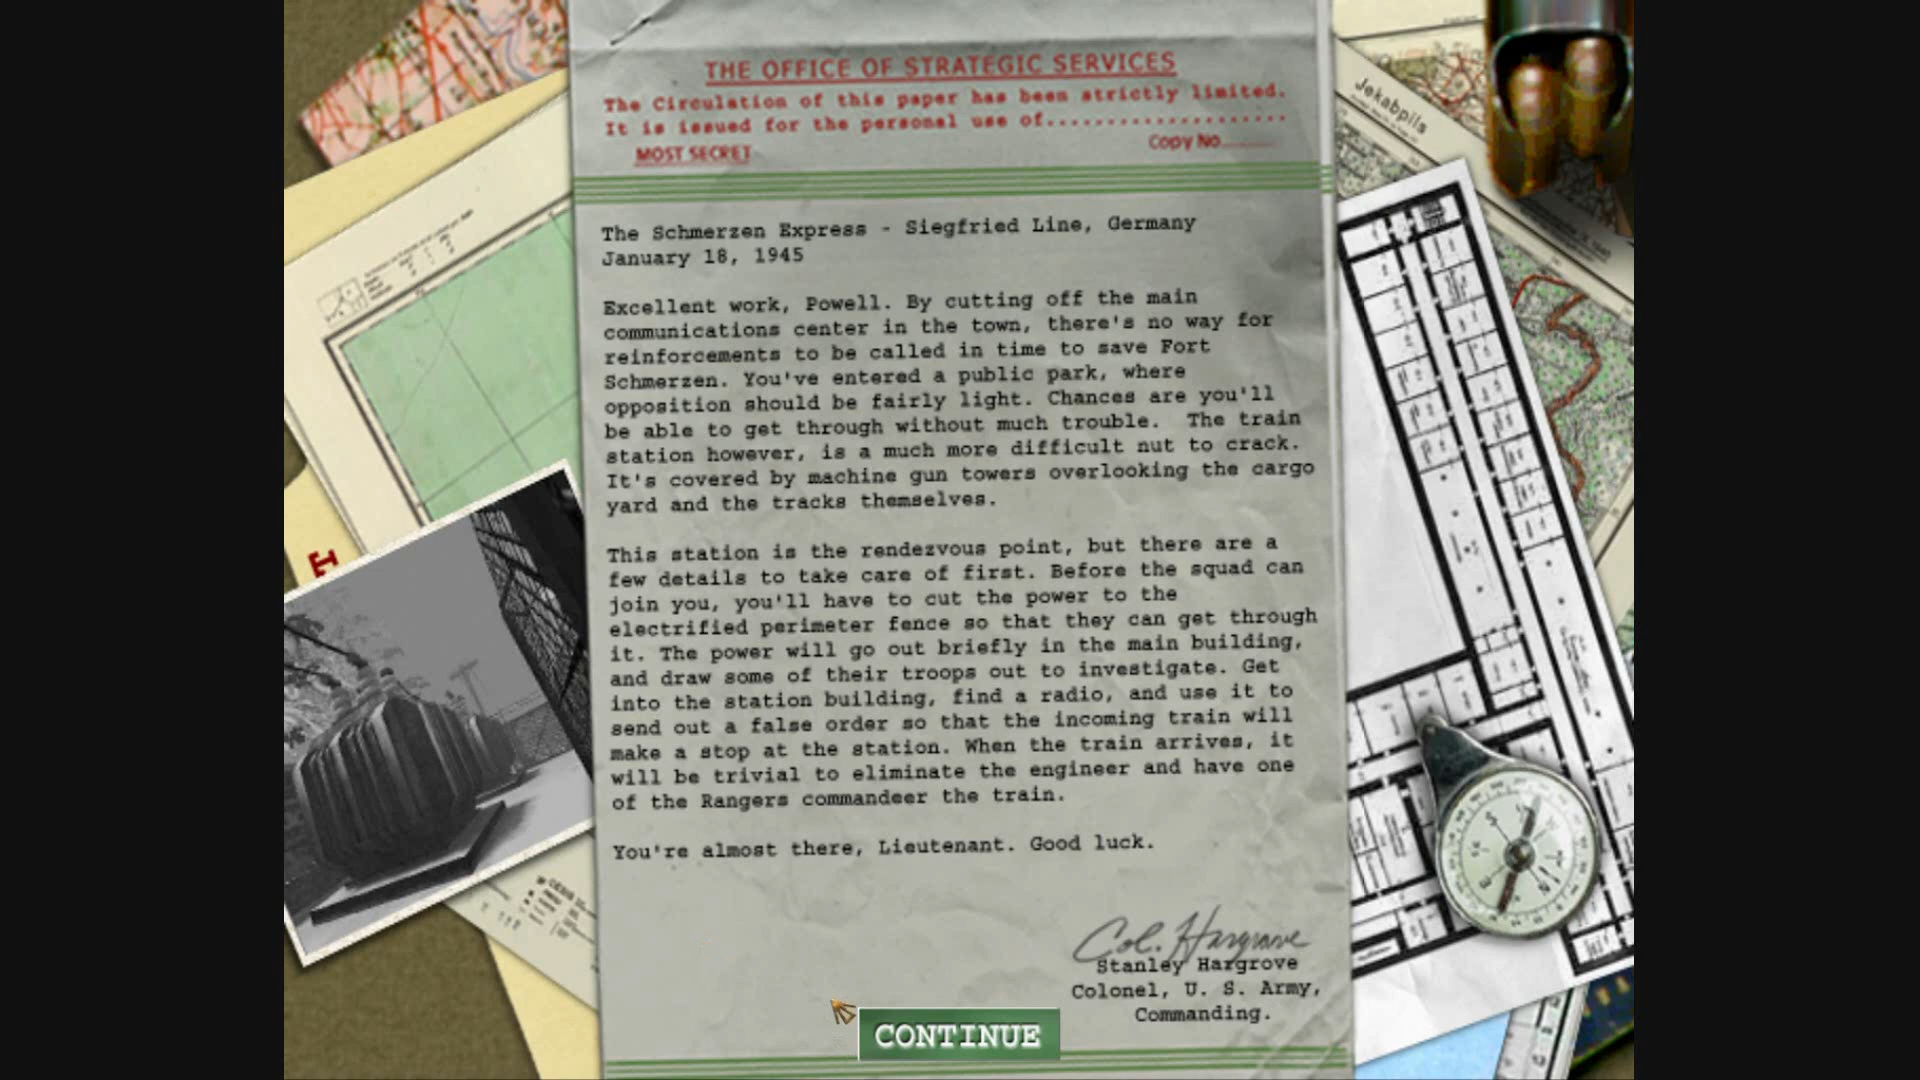 THE OFFICE OF STRATEGIC SERVICES
The Circulation of this paper has been strictly limited.
It is issued for the personal use of....................
MOST SECRET
Copy No.........
The Schmerzen Express - Siegfried Line, Germany
January 18, 1945
Excellent work, Powell. By cutting off the main
communications center in the town, there's no way for
reinforcements to be called in time to save Fort
Schmerzen. You've entered a public park, where
opposition should be fairly light. Chances are you'll
be able to get through without much trouble.  The train
station however, is a much more difficult nut to crack.
It's covered by machine gun towers overlooking the cargo
yard and the tracks themselves.
This station is the rendezvous point, but there are a
few details to take care of first. Before the squad can
join you, you'll have to cut the power to the
electrified perimeter fence so that they can get through
it. The power will go out briefly in the main building,
and draw some of their troops out to investigate. Get
into the station building, find a radio, and use it to
send out a false order so that the incoming train will
make a stop at the station. When the train arrives, it
will be trivial to eliminate the engineer and have one
of the Rangers commandeer the train.
You're almost there, Lieutenant. Good luck.
Col. Hargrove
Stanley Hargrove
Colonel, U. S. Army,
Commanding.
CONTINUE
Jekabpils